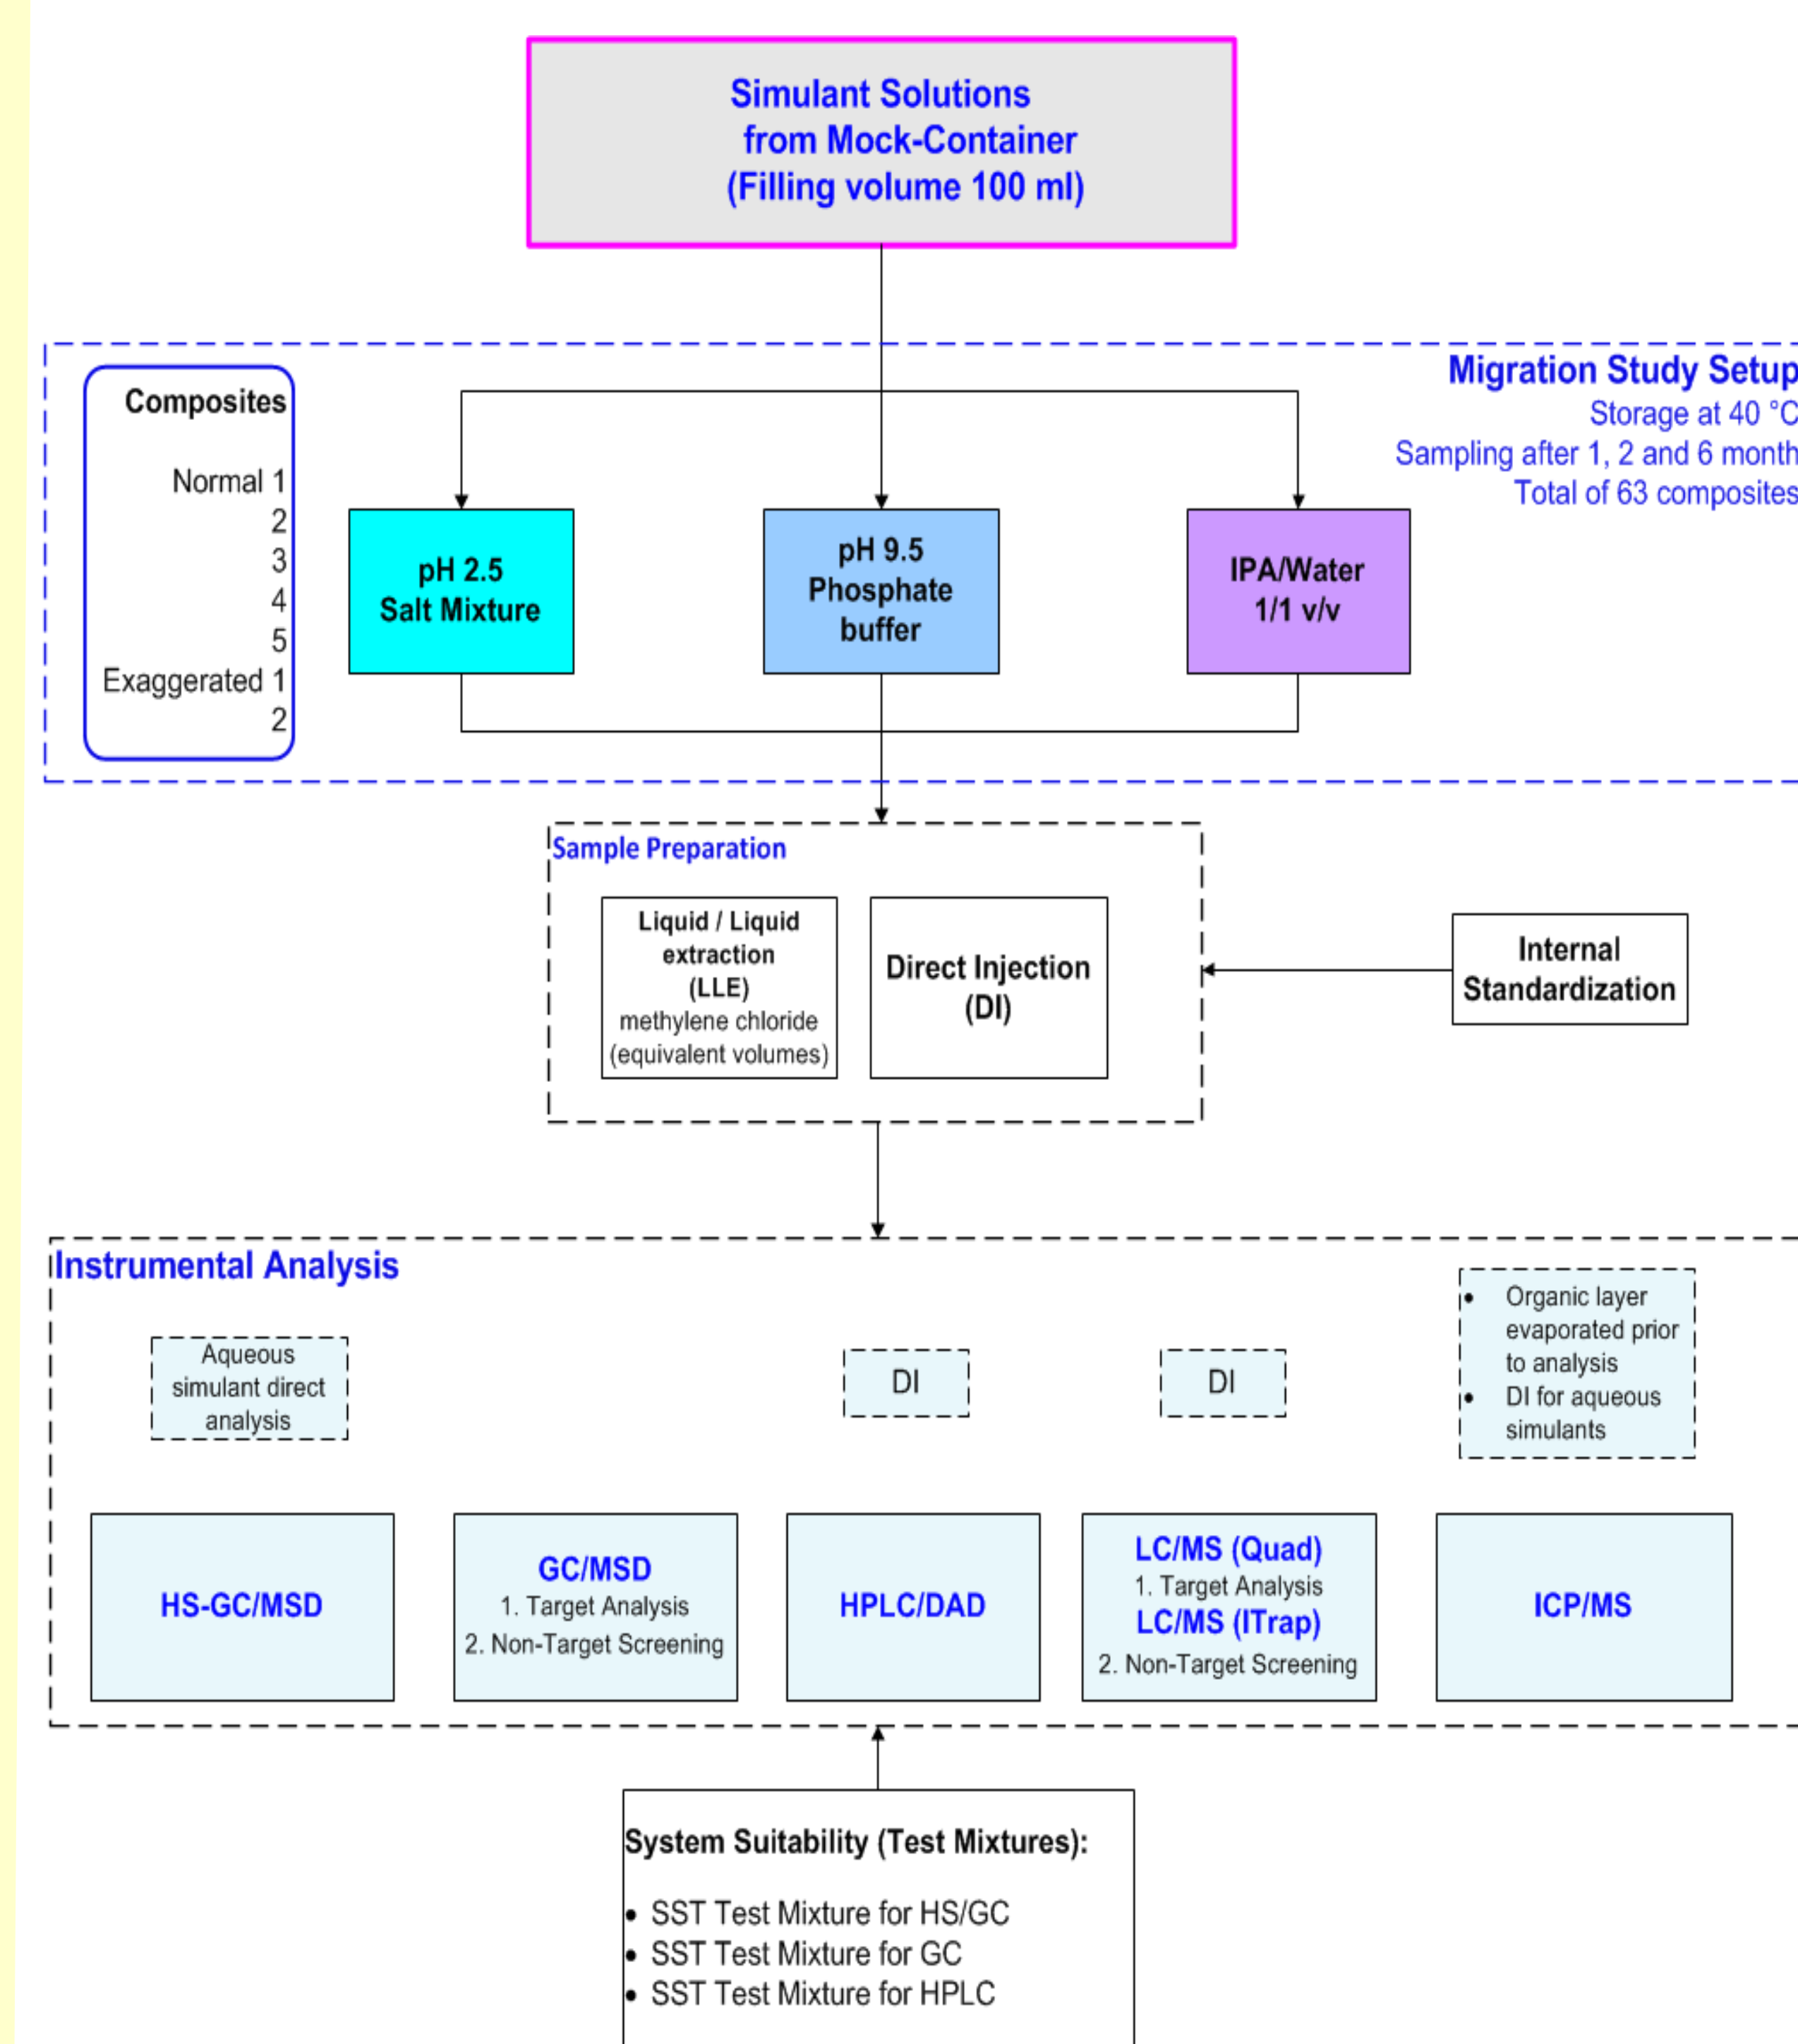 Simulant Solutions
from Mock-Container
(Filling volume 100 ml)
Migration Study Setup
Storage at 40 °C
Sampling after 1, 2 and 6 month
Total of 63 composites
Composites
Normal 1
2
3
4
5
Exaggerated 1
2
pH 2.5
Salt Mixture
pH 9.5
Phosphate
buffer
IPA/Water
1/1 v/v
Sample Preparation
Liquid / Liquid
extraction
(LLE)
methylene chloride
(equivalent volumes)
Direct Injection
(DI)
Internal
Standardization
Instrumental Analysis
Aqueous
simulant direct
analysis
DI
DI
• Organic layer
evaporated prior
to analysis
• DI for aqueous
simulants
HS-GC/MSD
GC/MSD
1. Target Analysis
2. Non-Target Screening
HPLC/DAD
LC/MS (Quad)
1. Target Analysis
LC/MS (ITrap)
2. Non-Target Screening
ICP/MS
System Suitability (Test Mixtures):
• SST Test Mixture for HS/GC
• SST Test Mixture for GC
• SST Test Mixture for HPLC